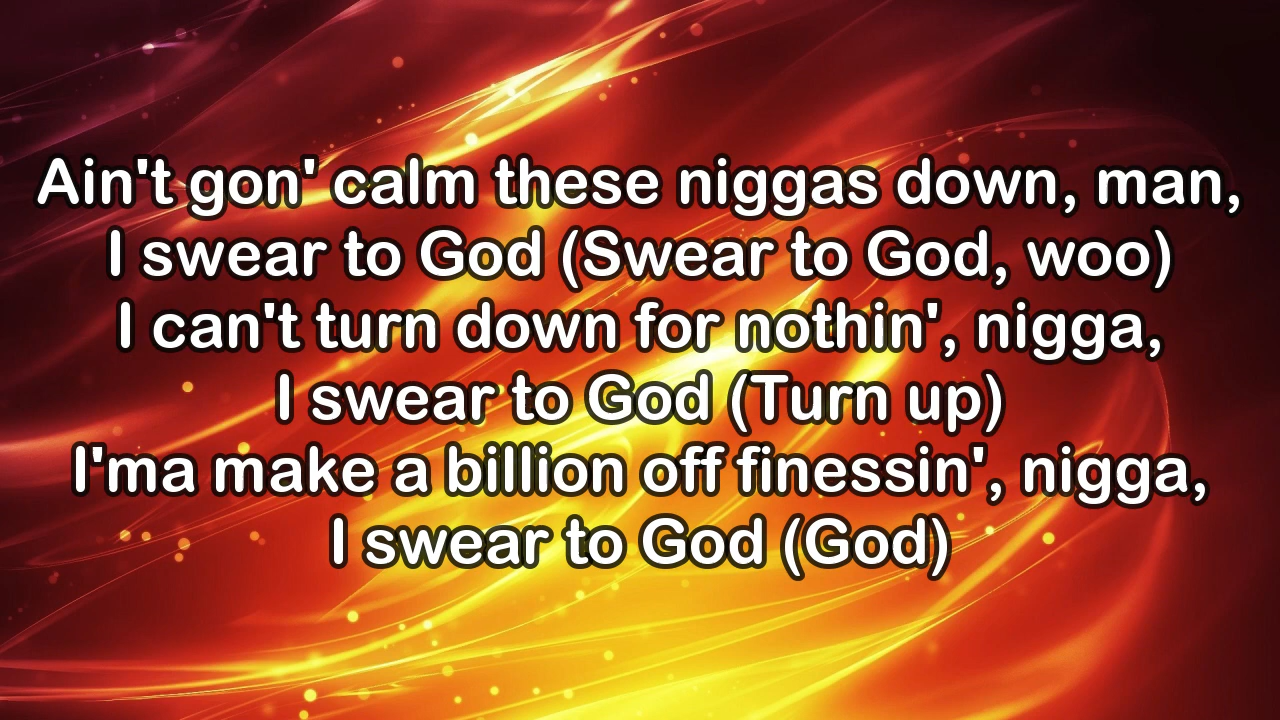 Ain't gon' calm these niggas down, man,
I swear to God (Swear to God, woo)
I can't turn down for nothin', nigga,
I swear to God (Turn up)
I'ma make a billion off finessin', nigga,
I swear to God (God)